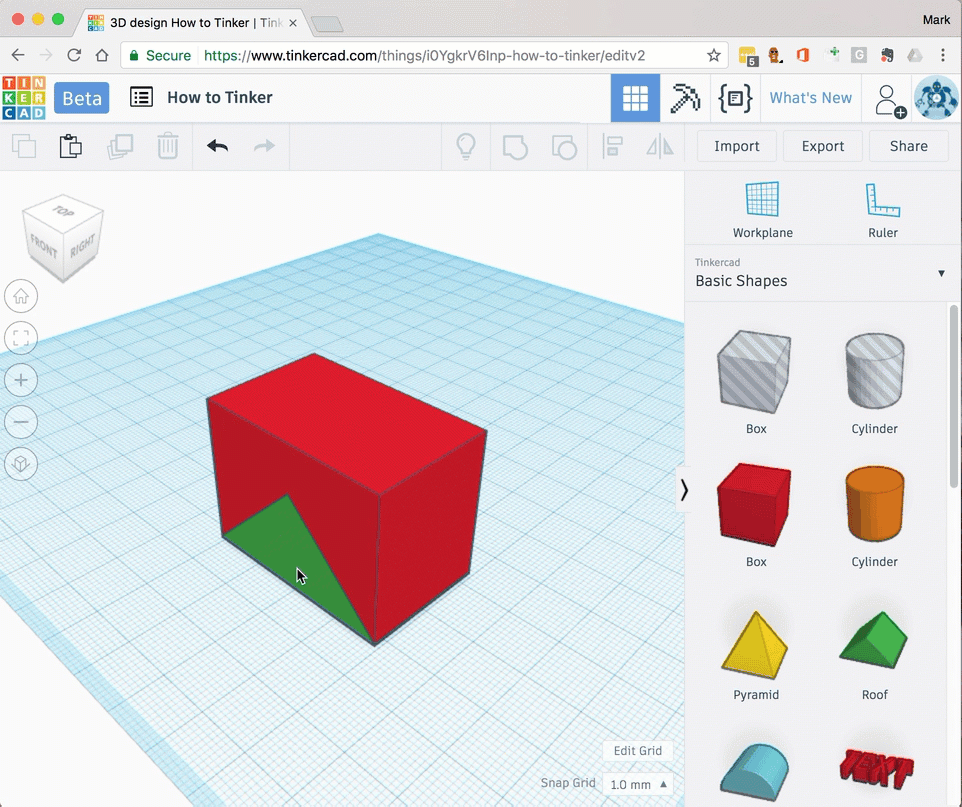 3D design How to Tinker | Tink
Mark
Secure
https://www.tinkercad.com/things/i0YgkrV6Inp-how-to-tinker/editv2
5
G
TIN
KER
CAD
Beta
How to Tinker
What's New
Import
Export
Share
TOP
FRONT
RIGHT
Workplane
Ruler
Tinkercad
Basic Shapes
Box
Cylinder
Box
Cylinder
Pyramid
Roof
TEXT
Edit Grid
Snap Grid
1.0 mm